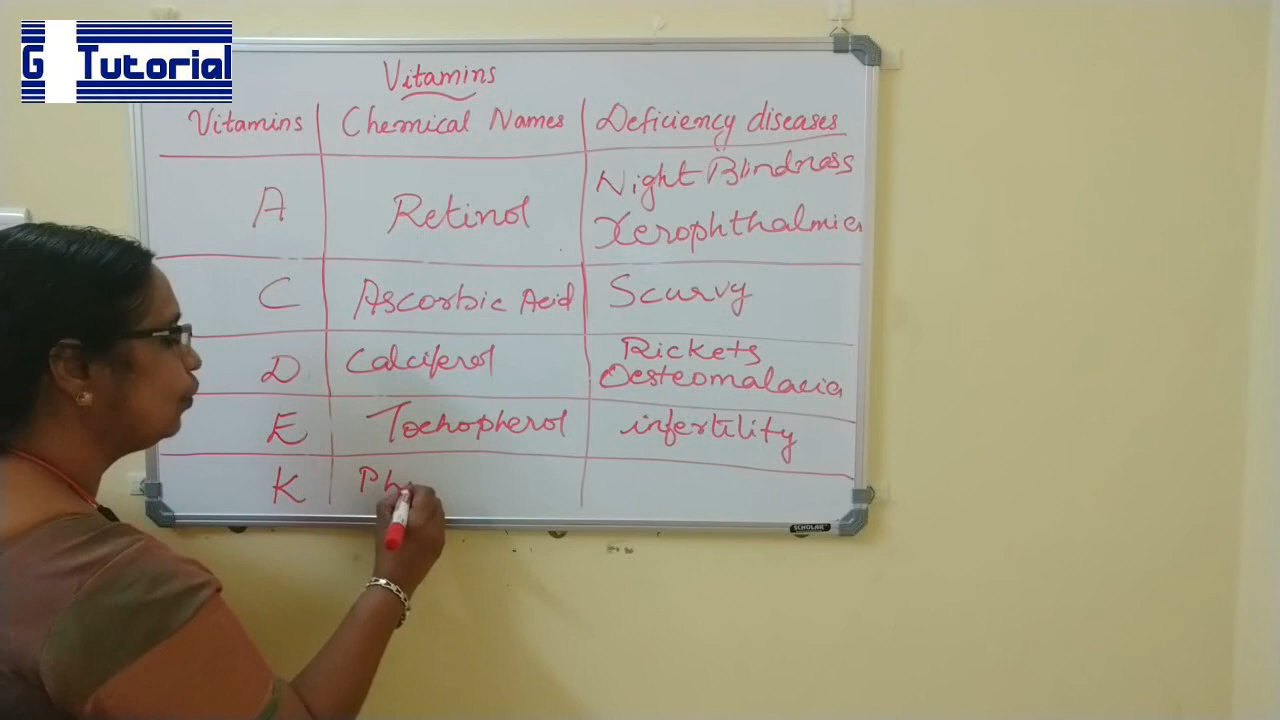 G Tutorial
Vitamins
Vitamins Chemical Names Deficiency diseases
A Retinol Night Blindness
Xerophthalmia
C Ascorbic Acid Scurvy
D Calciferol Rickets
Oesteomalacia
E Tochopherol infertility
K Ph
SCHOLAR